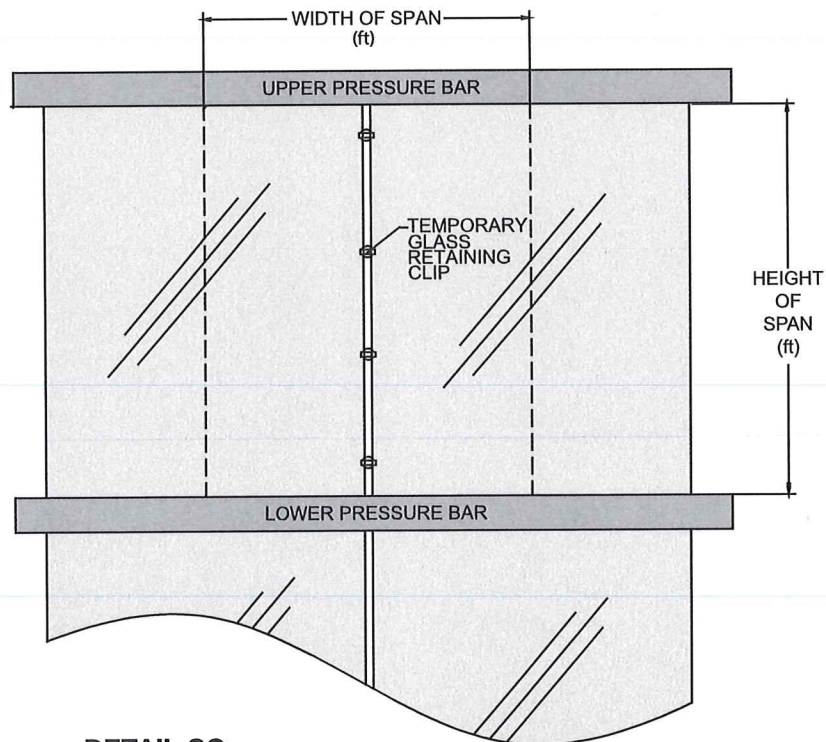 WIDTH OF SPAN
(ft)
UPPER PRESSURE BAR
TEMPORARY
GLASS
RETAINING
CLIP
HEIGHT
OF
SPAN
(ft)
LOWER PRESSURE BAR